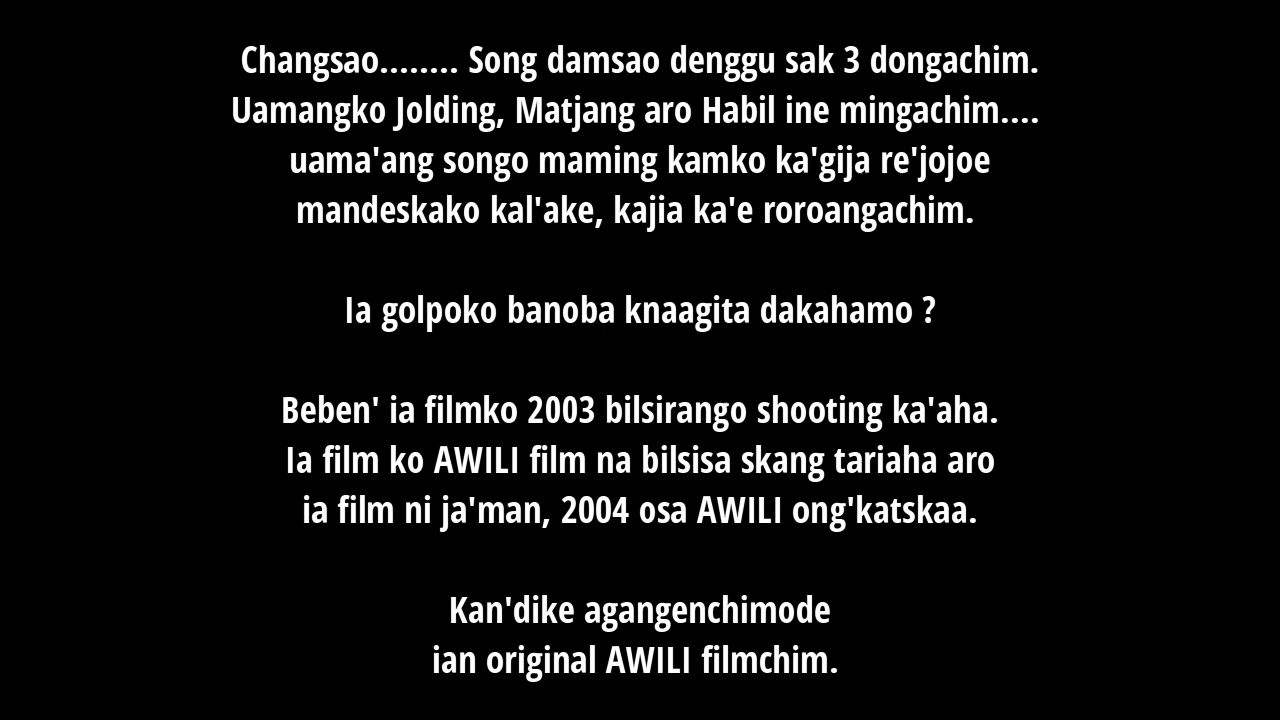 Changsao........ Song damsao denggu sak 3 dongachim.
Uamangko Jolding, Matjang aro Habil ine mingachim....
uama'ang songo maming kamko ka'gija re'jojoe
mandeskako kal'ake, kajia ka'e roroangachim.
Ia golpoko banoba knaagita dakahamo ?
Beben' ia filmko 2003 bilsirango shooting ka'aha.
Ia film ko AWILI film na bilsisa skang tariaha aro
ia film ni ja'man, 2004 osa AWILI ong'katskaa.
Kan'dike agangenchimode
ian original AWILI filmchim.